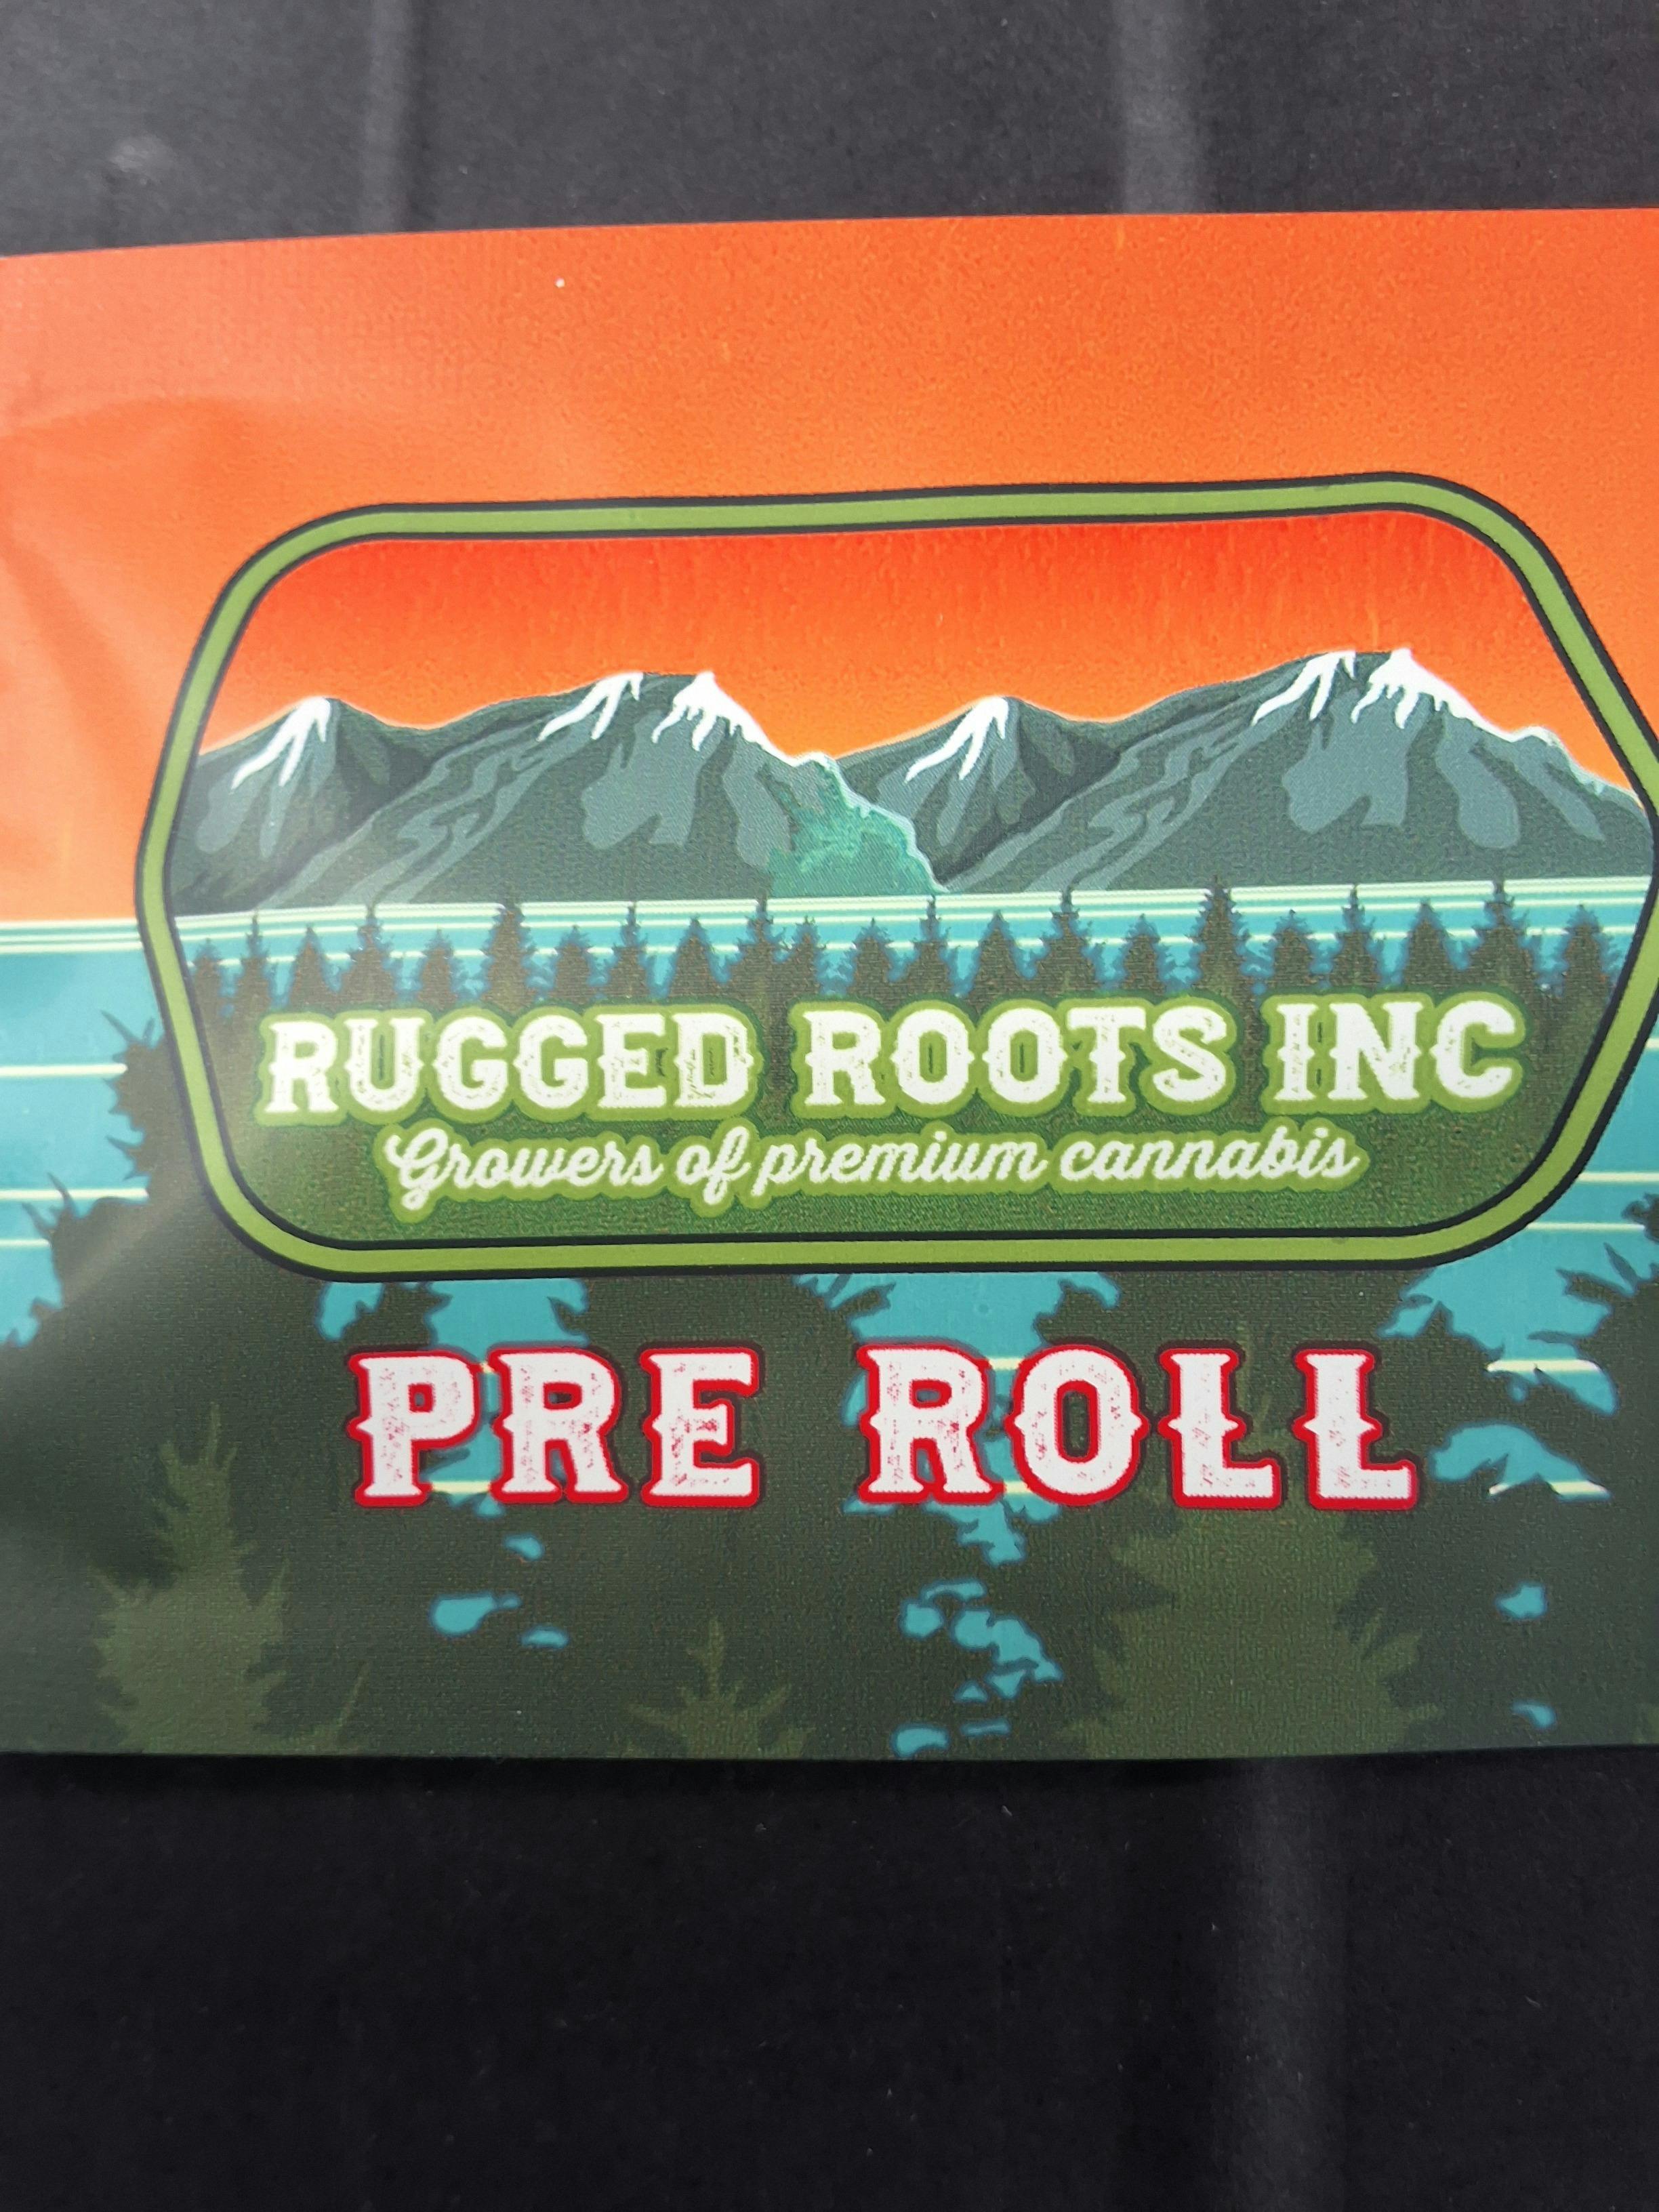 RUGGED ROOTS INC
Growers of premium cannabis
PRE ROLL